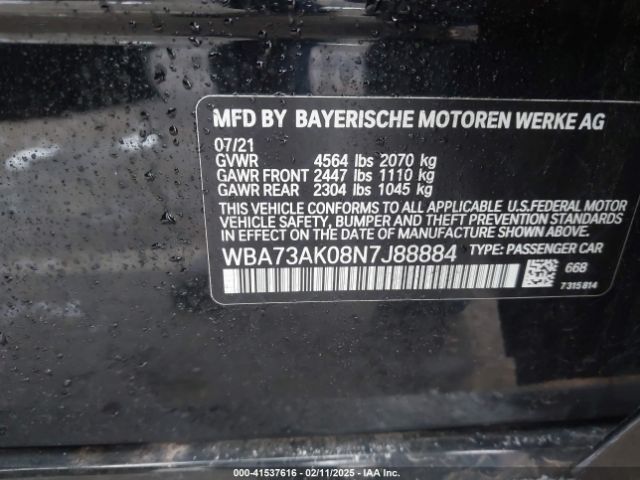 MFD BY BAYERISCHE MOTOREN WERKE AG
07/21
GVWR 4564 lbs 2070 kg
GAWR FRONT 2447 lbs 1110 kg
GAWR REAR 2304 lbs 1045 kg
THIS VEHICLE CONFORMS TO ALL APPLICABLE U.S.FEDERAL MOTOR
VEHICLE SAFETY, BUMPER AND THEFT PREVENTION STANDARDS IN
EFFECT ON THE DATE OF MANUFACTURE SHOWN ABOVE.
WBA73AK08N7J88884 TYPE: PASSENGER CAR
668
7315814
000-41537616 - 02/11/2025 - IAA Inc.